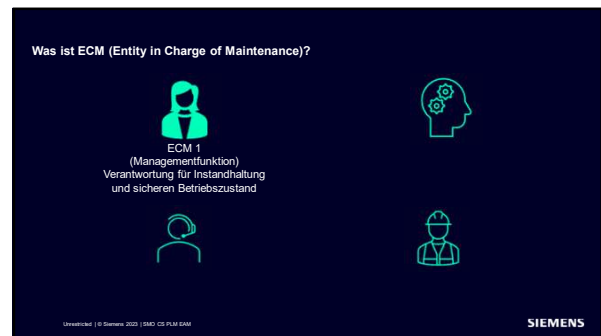 Was ist ECM (Entity in Charge of Maintenance)?
ECM 1
(Managementfunktion)
Verantwortung für Instandhaltung
und sicheren Betriebszustand
Unrestricted | © Siemens 2023 | SMO CS PLM EAM
SIEMENS